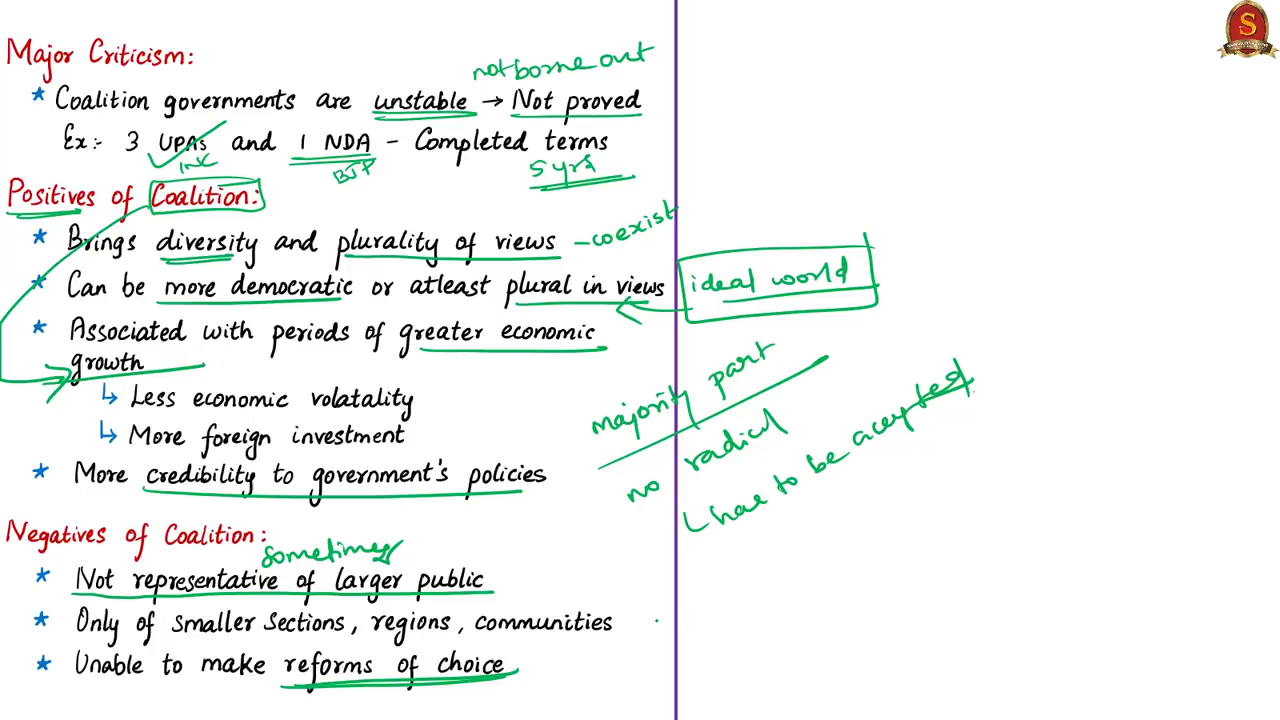 Major Criticism:
not borne out
* Coalition governments are unstable → Not proved
Ex:- 3 UPAs and 1 NDA - Completed terms
INC BJP 5 yrs
Positives of Coalition:
* Brings diversity and plurality of views - coexist
* Can be more democratic or atleast plural in views
ideal world
* Associated with periods of greater economic
growth
↳ Less economic volatality
↳ More foreign investment
* More credibility to government's policies
majority part
no radical
has to be
Negatives of Coalition:
sometimes
* Not representative of larger public
* Only of smaller sections, regions, communities
* Unable to make reforms of choice
S